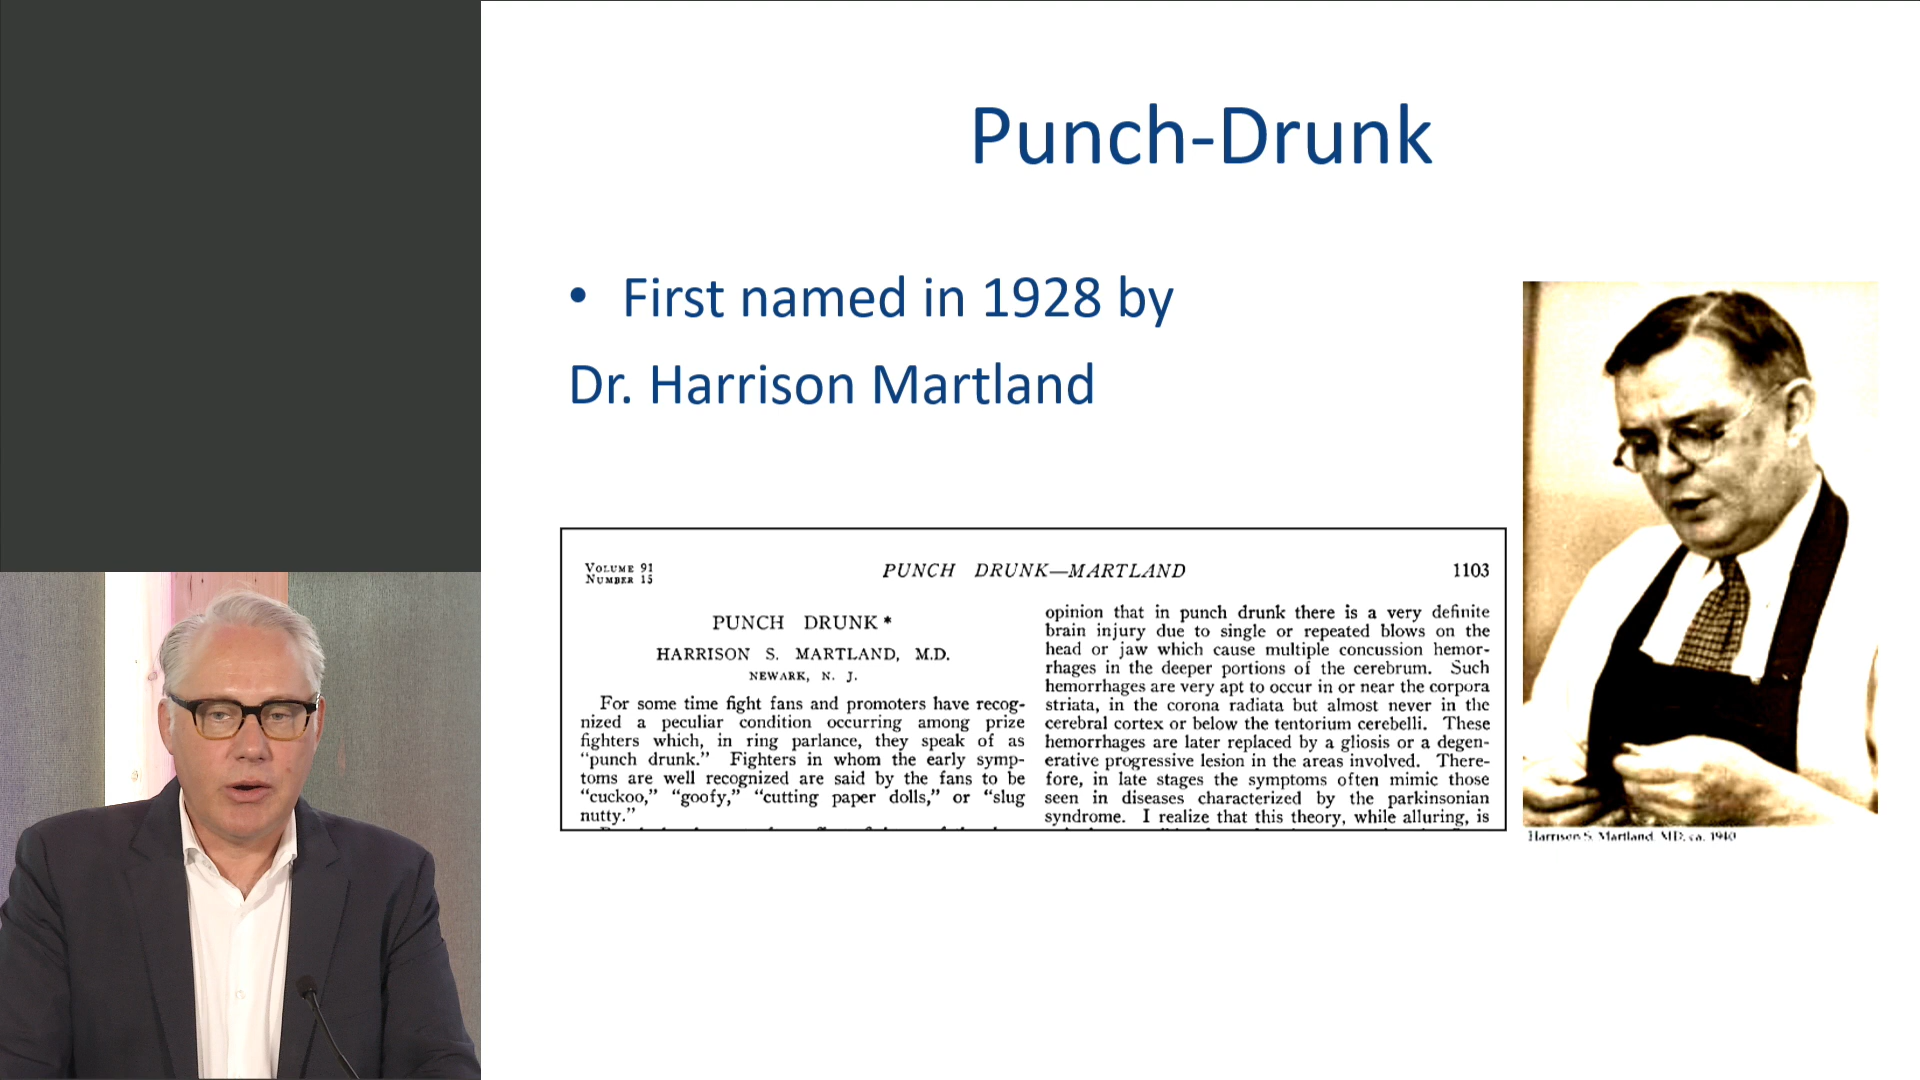 Punch-Drunk
• First named in 1928 by
Dr. Harrison Martland
VOLUME 91
NUMBER 15
PUNCH DRUNK—MARTLAND
1103
PUNCH DRUNK*
HARRISON S. MARTLAND, M.D.
NEWARK, N. J.
For some time fight fans and promoters have recog-
nized a peculiar condition occurring among prize
fighters which, in ring parlance, they speak of as
“punch drunk.” Fighters in whom the early symp-
toms are well recognized are said by the fans to be
“cuckoo,” “goofy,” “cutting paper dolls,” or “slug
nutty.”
opinion that in punch drunk there is a very definite
brain injury due to single or repeated blows on the
head or jaw which cause multiple concussion hemor-
rhages in the deeper portions of the cerebrum. Such
hemorrhages are very apt to occur in or near the corpora
striata, in the corona radiata but almost never in the
cerebral cortex or below the tentorium cerebelli. These
hemorrhages are later replaced by a gliosis or a degen-
erative progressive lesion in the areas involved. There-
fore, in late stages the symptoms often mimic those
seen in diseases characterized by the parkinsonian
syndrome. I realize that this theory, while alluring, is
Harrison S. Martland, MD, ca. 1940